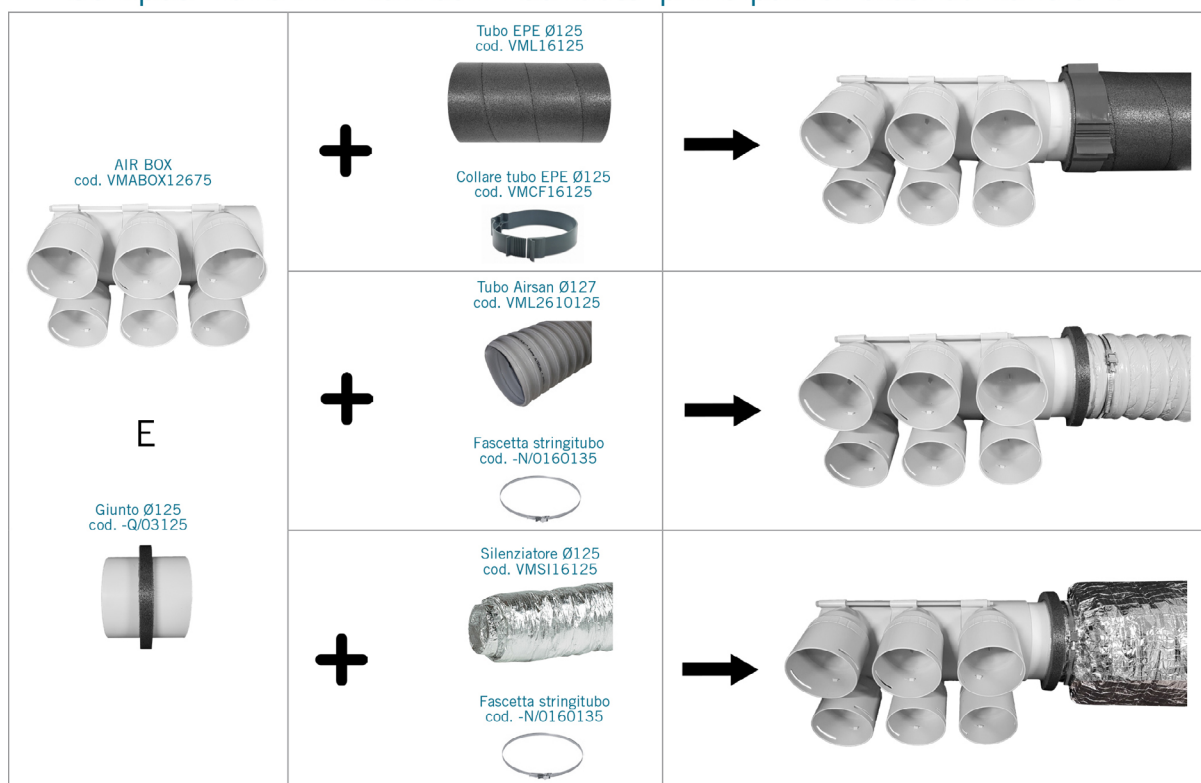 AIR BOX
cod. VMABOX12675
E
Giunto Ø125
cod. -Q/03125
Tubo EPE Ø125
cod. VML16125
Collare tubo EPE Ø125
cod. VMCF16125
Tubo Airsan Ø127
cod. VML2610125
Fascetta stringitubo
cod. -N/0160135
Silenziatore Ø125
cod. VMSI16125
Fascetta stringitubo
cod. -N/0160135